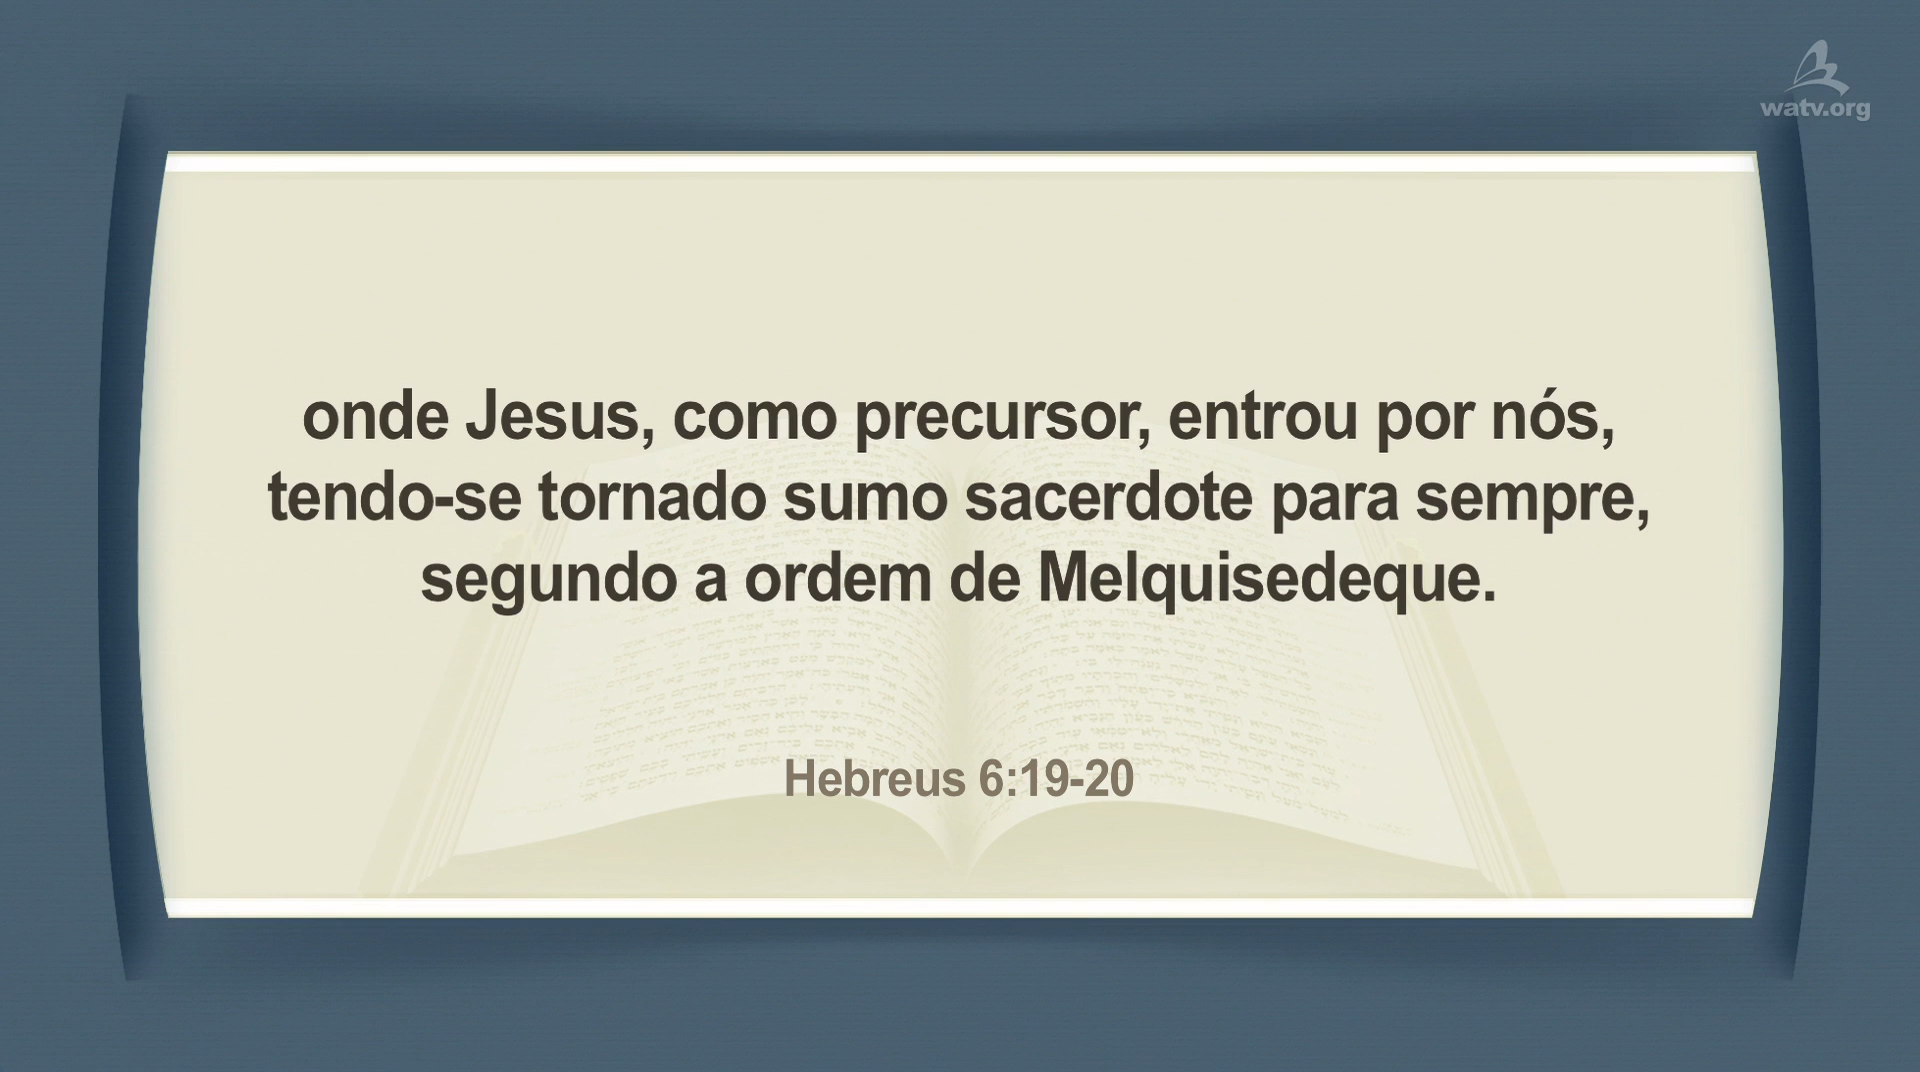 watv.org
onde Jesus, como precursor, entrou por nós,
tendo-se tornado sumo sacerdote para sempre,
segundo a ordem de Melquisedeque.
Hebreus 6:19-20